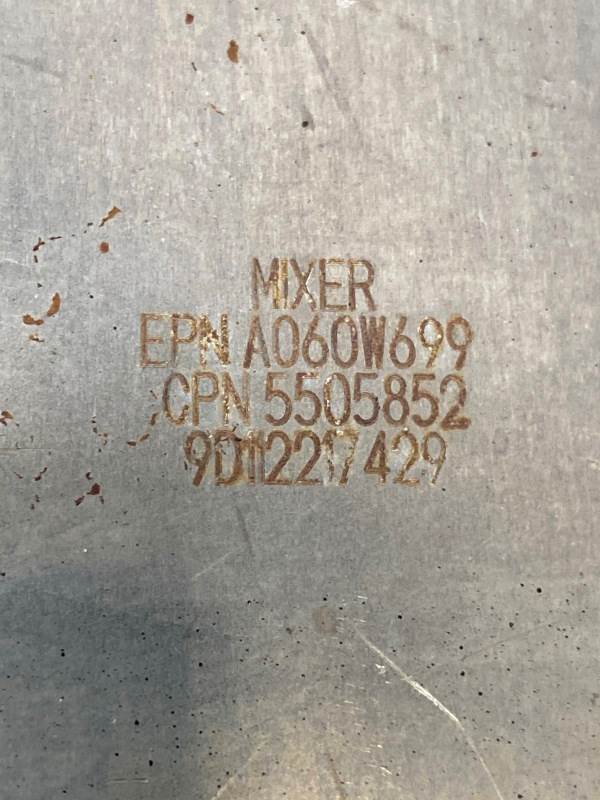 MIXER
EPN A060W699
CPN 5505852
9D112217429